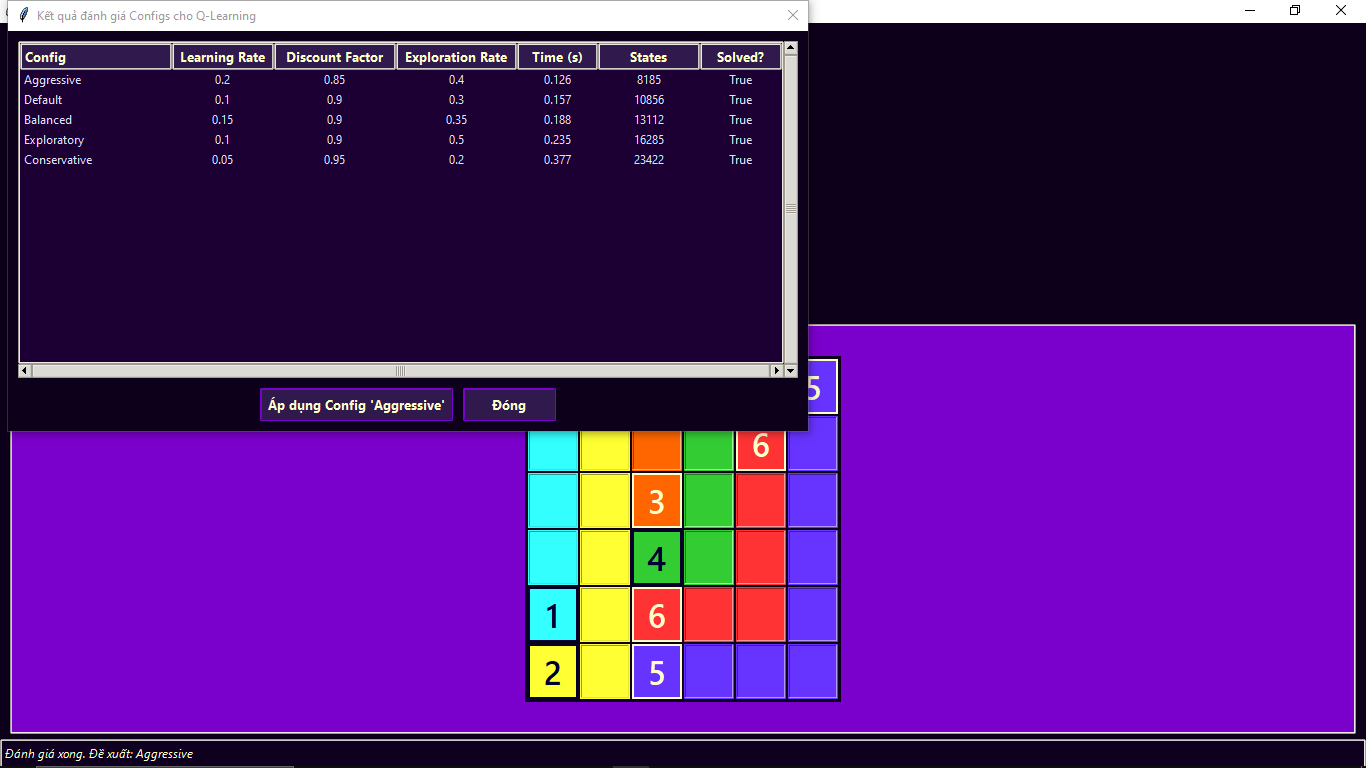 Kết quả đánh giá Configs cho Q-Learning
Config Learning Rate Discount Factor Exploration Rate Time (s) States Solved?
Aggressive 0.2 0.85 0.4 0.126 8185 True
Default 0.1 0.9 0.3 0.157 10856 True
Balanced 0.15 0.9 0.35 0.188 13112 True
Exploratory 0.1 0.9 0.5 0.235 16285 True
Conservative 0.05 0.95 0.2 0.377 23422 True
Áp dụng Config 'Aggressive' Đóng
5
6
3
4
1 6
2 5
Đánh giá xong. Đề xuất: Aggressive